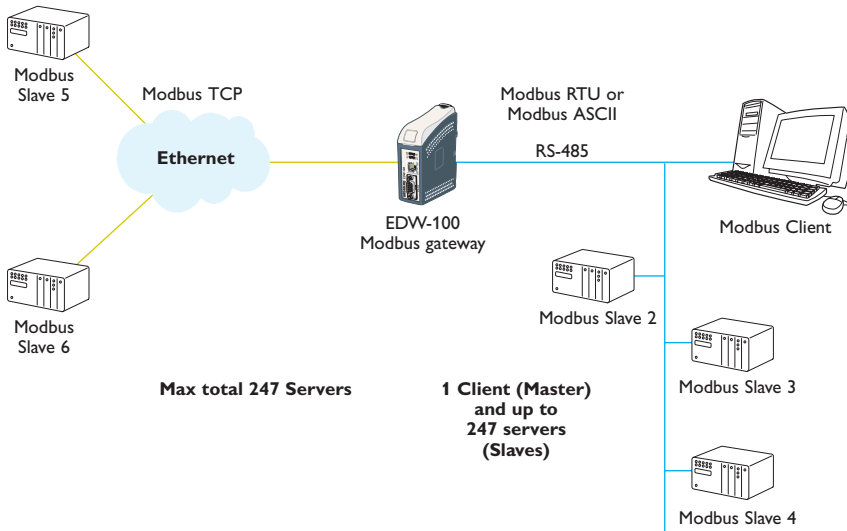 Modbus
Slave 5
Modbus TCP
Ethernet
Modbus
Slave 6
EDW-100
Modbus gateway
Modbus RTU or
Modbus ASCII
RS-485
Modbus Client
Modbus Slave 2
Modbus Slave 3
Modbus Slave 4
Max total 247 Servers
1 Client (Master)
and up to
247 servers
(Slaves)